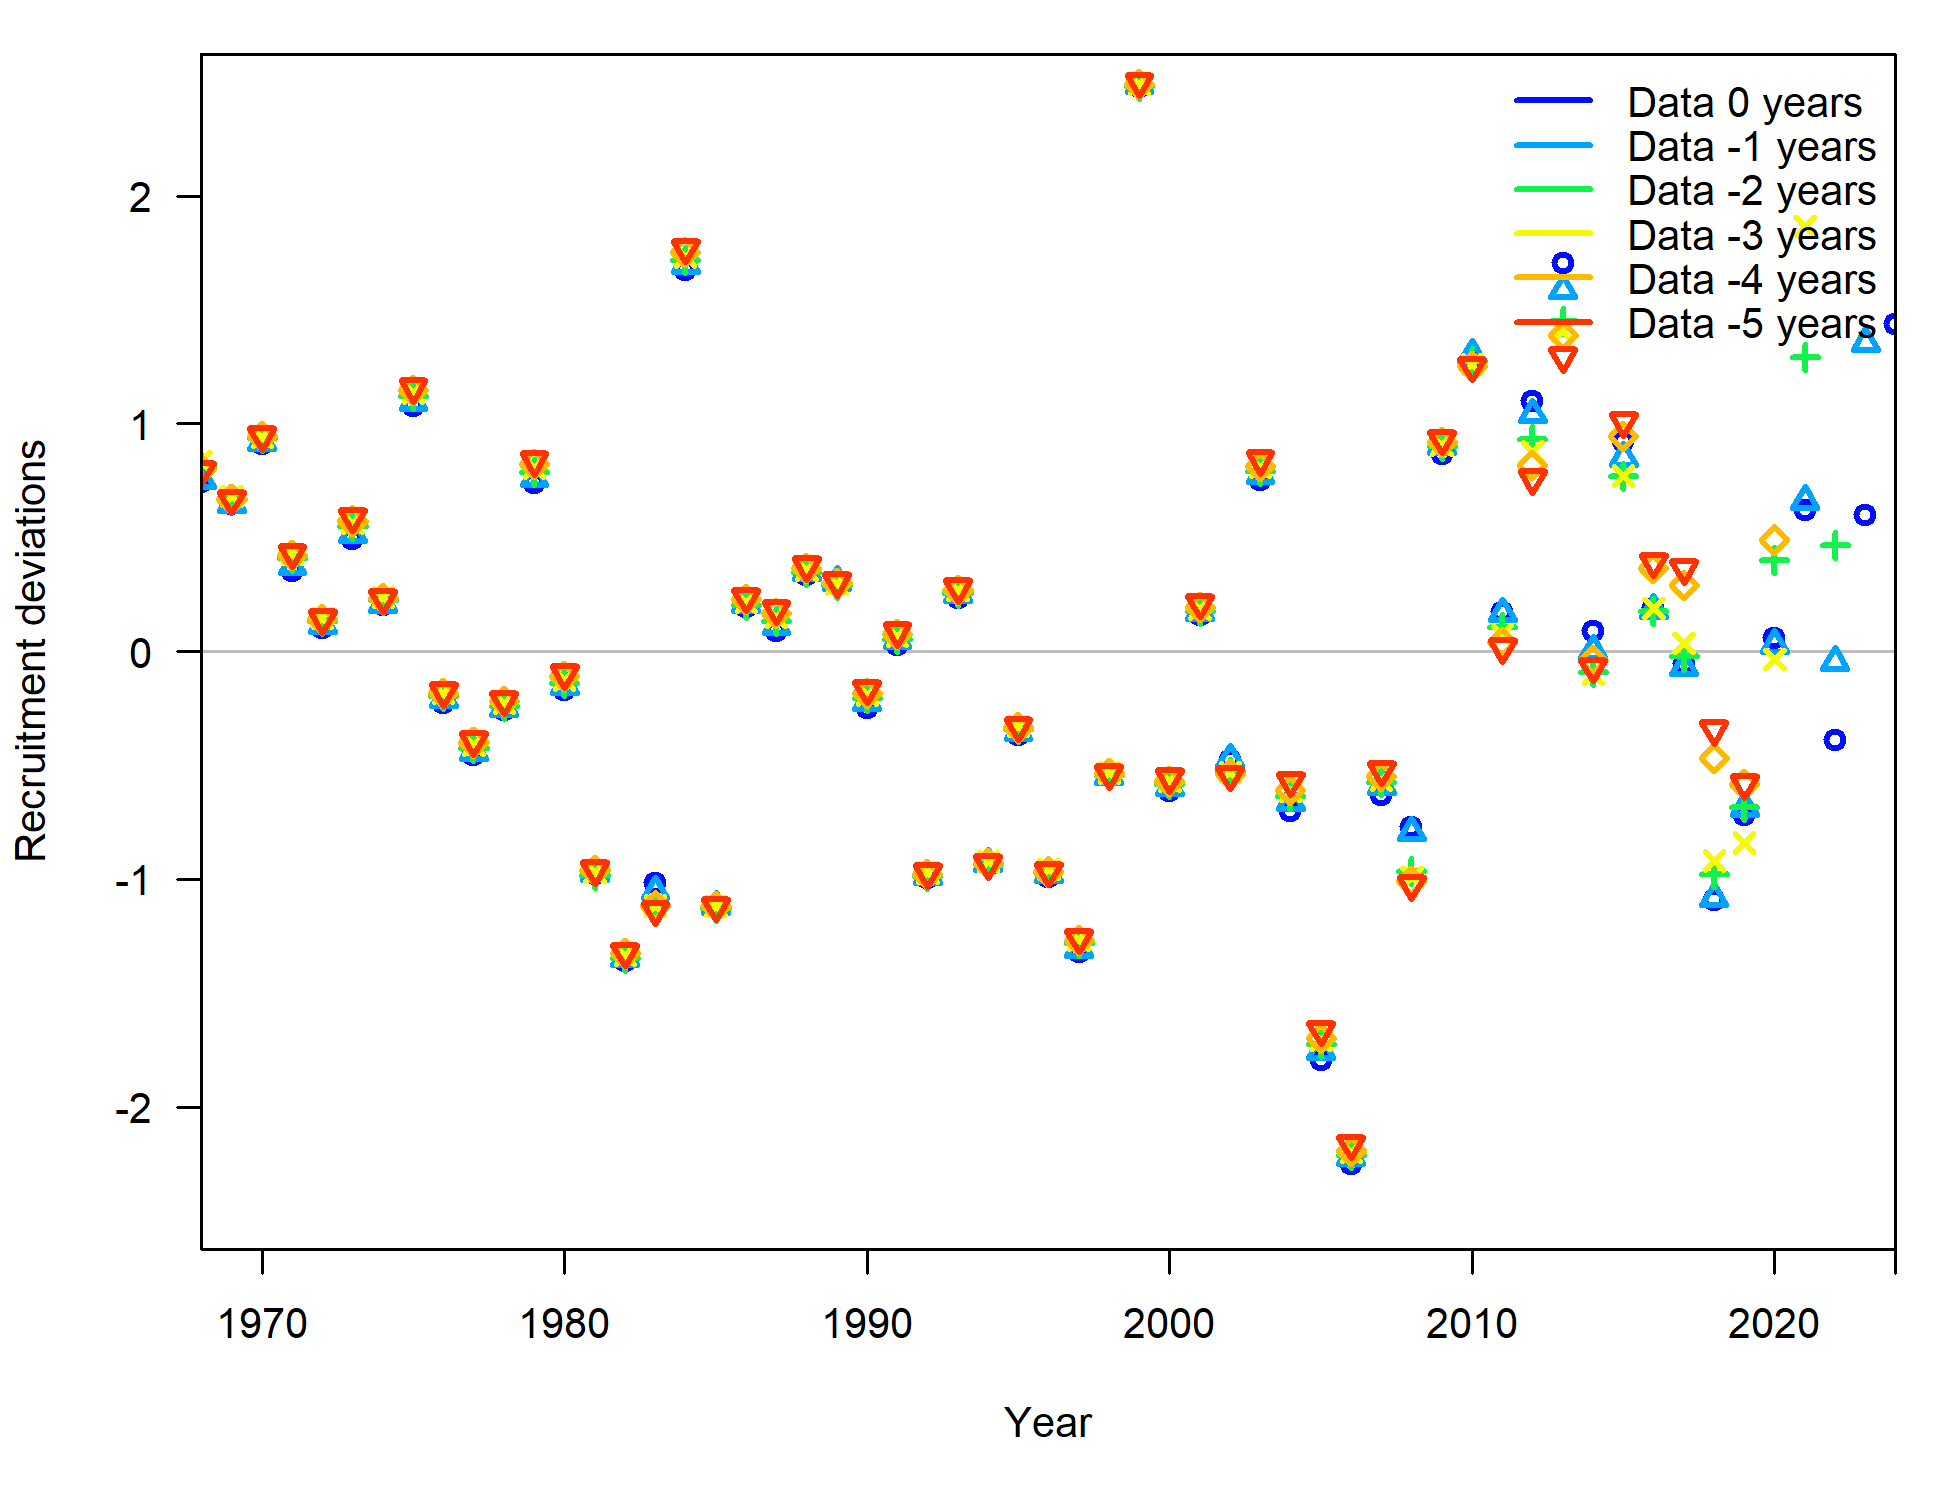 Data 0 years
Data -1 years
Data -2 years
Data -3 years
Data -4 years
Data -5 years
2
1
0
-1
-2
Recruitment deviations
1970 1980 1990 2000 2010 2020
Year